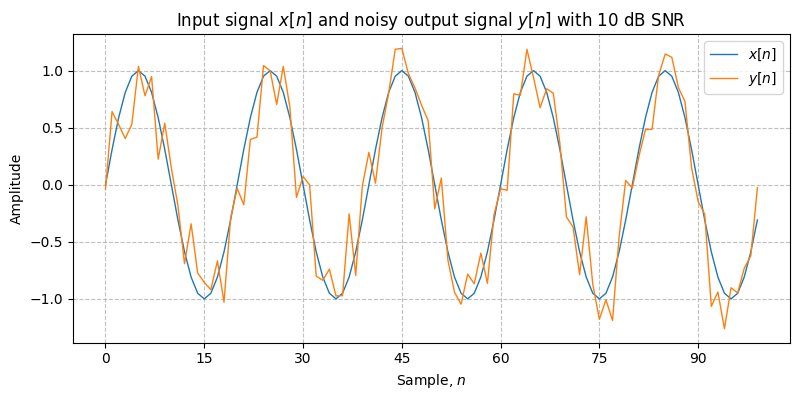 Input signal x[n] and noisy output signal y[n] with 10 dB SNR
x[n]
y[n]
Amplitude
1.0
0.5
0.0
−0.5
−1.0
0 15 30 45 60 75 90
Sample, n